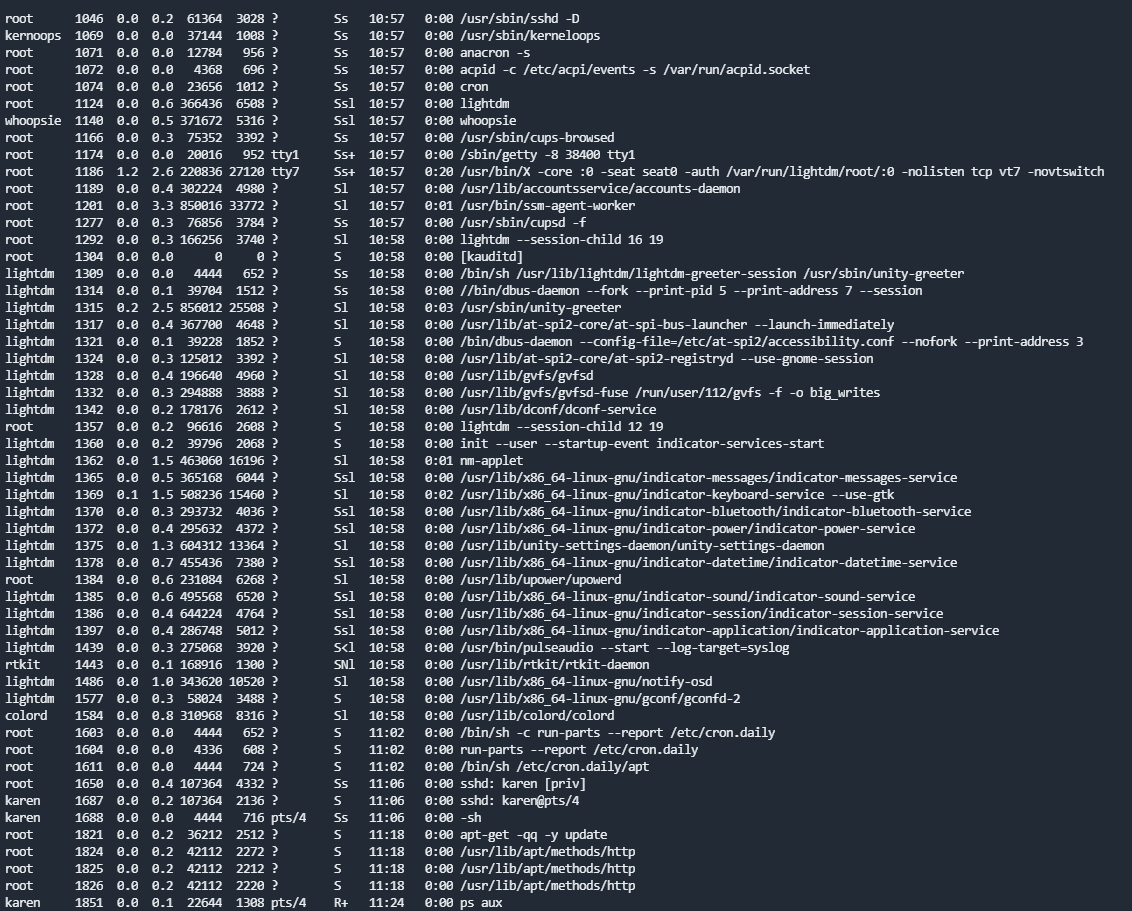 root      1046  0.0  0.2  61364  3028 ?        Ss   10:57   0:00 /usr/sbin/sshd -D
kernoops  1069  0.0  0.0  37144  1008 ?        Ss   10:57   0:00 /usr/sbin/kerneloops
root      1071  0.0  0.0  12784   956 ?        Ss   10:57   0:00 anacron -s
root      1072  0.0  0.0   4368   696 ?        Ss   10:57   0:00 acpid -c /etc/acpi/events -s /var/run/acpid.socket
root      1074  0.0  0.0  23656  1012 ?        Ss   10:57   0:00 cron
root      1124  0.0  0.6 366436  6508 ?        Ssl  10:57   0:00 lightdm
whoopsie  1140  0.0  0.5 371672  5316 ?        Ssl  10:57   0:00 whoopsie
root      1166  0.0  0.3  75352  3392 ?        Ss   10:57   0:00 /usr/sbin/cups-browsed
root      1174  0.0  0.0  20016   952 tty1     Ss+  10:57   0:00 /sbin/getty -8 38400 tty1
root      1186  1.2  2.6 220836 27120 tty7     Ss+  10:57   0:20 /usr/bin/X -core :0 -seat seat0 -auth /var/run/lightdm/root/:0 -nolisten tcp vt7 -novtswitch
root      1189  0.0  0.4 302224  4980 ?        Sl   10:57   0:00 /usr/lib/accountsservice/accounts-daemon
root      1201  0.0  3.3 850016 33772 ?        Sl   10:57   0:01 /usr/bin/ssm-agent-worker
root      1277  0.0  0.3  76856  3784 ?        Ss   10:57   0:00 /usr/sbin/cupsd -f
root      1292  0.0  0.3 166256  3740 ?        Sl   10:58   0:00 lightdm --session-child 16 19
root      1304  0.0  0.0      0     0 ?        S    10:58   0:00 [kauditd]
lightdm   1309  0.0  0.0   4444   652 ?        Ss   10:58   0:00 /bin/sh /usr/lib/lightdm/lightdm-greeter-session /usr/sbin/unity-greeter
lightdm   1314  0.0  0.1  39704  1512 ?        Ss   10:58   0:00 //bin/dbus-daemon --fork --print-pid 5 --print-address 7 --session
lightdm   1315  0.2  2.5 856012 25508 ?        Sl   10:58   0:03 /usr/sbin/unity-greeter
lightdm   1317  0.0  0.4 367700  4648 ?        Sl   10:58   0:00 /usr/lib/at-spi2-core/at-spi-bus-launcher --launch-immediately
lightdm   1321  0.0  0.1  39228  1852 ?        S    10:58   0:00 /bin/dbus-daemon --config-file=/etc/at-spi2/accessibility.conf --nofork --print-address 3
lightdm   1324  0.0  0.3 125012  3392 ?        Sl   10:58   0:00 /usr/lib/at-spi2-core/at-spi2-registryd --use-gnome-session
lightdm   1328  0.0  0.4 196640  4960 ?        Sl   10:58   0:00 /usr/lib/gvfs/gvfsd
lightdm   1332  0.0  0.3 294888  3888 ?        Sl   10:58   0:00 /usr/lib/gvfs/gvfsd-fuse /run/user/112/gvfs -f -o big_writes
lightdm   1342  0.0  0.2 178176  2612 ?        Sl   10:58   0:00 /usr/lib/dconf/dconf-service
root      1357  0.0  0.2  96616  2608 ?        S    10:58   0:00 lightdm --session-child 12 19
lightdm   1360  0.0  0.2  39796  2068 ?        S    10:58   0:00 init --user --startup-event indicator-services-start
lightdm   1362  0.0  1.5 463060 16196 ?        Sl   10:58   0:01 nm-applet
lightdm   1365  0.0  0.5 365168  6044 ?        Ssl  10:58   0:00 /usr/lib/x86_64-linux-gnu/indicator-messages/indicator-messages-service
lightdm   1369  0.1  1.5 508236 15460 ?        Sl   10:58   0:02 /usr/lib/x86_64-linux-gnu/indicator-keyboard-service --use-gtk
lightdm   1370  0.0  0.3 293732  4036 ?        Ssl  10:58   0:00 /usr/lib/x86_64-linux-gnu/indicator-bluetooth/indicator-bluetooth-service
lightdm   1372  0.0  0.4 295632  4372 ?        Ssl  10:58   0:00 /usr/lib/x86_64-linux-gnu/indicator-power/indicator-power-service
lightdm   1375  0.0  1.3 604312 13364 ?        Sl   10:58   0:00 /usr/lib/unity-settings-daemon/unity-settings-daemon
lightdm   1378  0.0  0.7 455436  7380 ?        Ssl  10:58   0:00 /usr/lib/x86_64-linux-gnu/indicator-datetime/indicator-datetime-service
root      1384  0.0  0.6 231084  6268 ?        Sl   10:58   0:00 /usr/lib/upower/upowerd
lightdm   1385  0.0  0.6 495568  6520 ?        Ssl  10:58   0:00 /usr/lib/x86_64-linux-gnu/indicator-sound/indicator-sound-service
lightdm   1386  0.0  0.4 644224  4764 ?        Ssl  10:58   0:00 /usr/lib/x86_64-linux-gnu/indicator-session/indicator-session-service
lightdm   1397  0.0  0.4 286748  5012 ?        Ssl  10:58   0:00 /usr/lib/x86_64-linux-gnu/indicator-application/indicator-application-service
lightdm   1439  0.0  0.3 275068  3920 ?        S<l  10:58   0:00 /usr/bin/pulseaudio --start --log-target=syslog
rtkit     1443  0.0  0.1 168916  1300 ?        SNl  10:58   0:00 /usr/lib/rtkit/rtkit-daemon
lightdm   1486  0.0  1.0 343620 10520 ?        Sl   10:58   0:00 /usr/lib/x86_64-linux-gnu/notify-osd
lightdm   1577  0.0  0.3  58024  3488 ?        S    10:58   0:00 /usr/lib/x86_64-linux-gnu/gconf/gconfd-2
colord    1584  0.0  0.8 310968  8316 ?        Sl   10:58   0:00 /usr/lib/colord/colord
root      1603  0.0  0.0   4444   652 ?        S    11:02   0:00 /bin/sh -c run-parts --report /etc/cron.daily
root      1604  0.0  0.0   4336   608 ?        S    11:02   0:00 run-parts --report /etc/cron.daily
root      1611  0.0  0.0   4444   724 ?        S    11:02   0:00 /bin/sh /etc/cron.daily/apt
root      1650  0.0  0.4 107364  4332 ?        Ss   11:06   0:00 sshd: karen [priv]
karen     1687  0.0  0.2 107364  2136 ?        S    11:06   0:00 sshd: karen@pts/4
karen     1688  0.0  0.0   4444   716 pts/4    Ss   11:06   0:00 -sh
root      1821  0.0  0.2  36212  2512 ?        S    11:18   0:00 apt-get -qq -y update
root      1824  0.0  0.2  42112  2272 ?        S    11:18   0:00 /usr/lib/apt/methods/http
root      1825  0.0  0.2  42112  2212 ?        S    11:18   0:00 /usr/lib/apt/methods/http
root      1826  0.0  0.2  42112  2220 ?        S    11:18   0:00 /usr/lib/apt/methods/http
karen     1851  0.0  0.1  22644  1308 pts/4    R+   11:24   0:00 ps aux